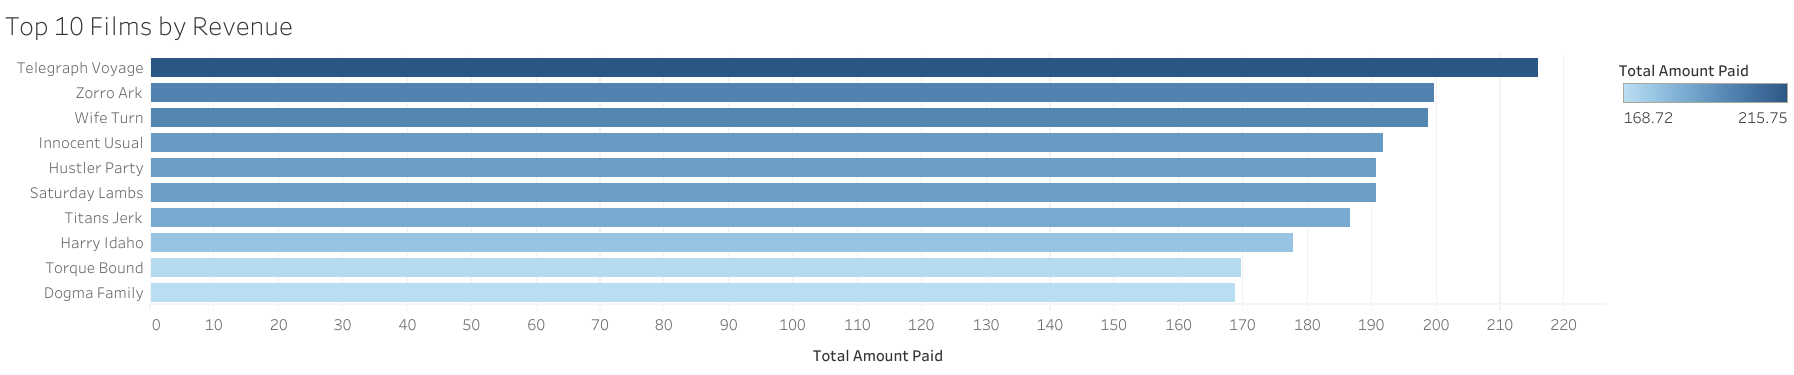 Top 10 Films by Revenue
Telegraph Voyage
Zorro Ark
Wife Turn
Innocent Usual
Hustler Party
Saturday Lambs
Titans Jerk
Harry Idaho
Torque Bound
Dogma Family
0 10 20 30 40 50 60 70 80 90 100 110 120 130 140 150 160 170 180 190 200 210 220
Total Amount Paid
Total Amount Paid
168.72 215.75